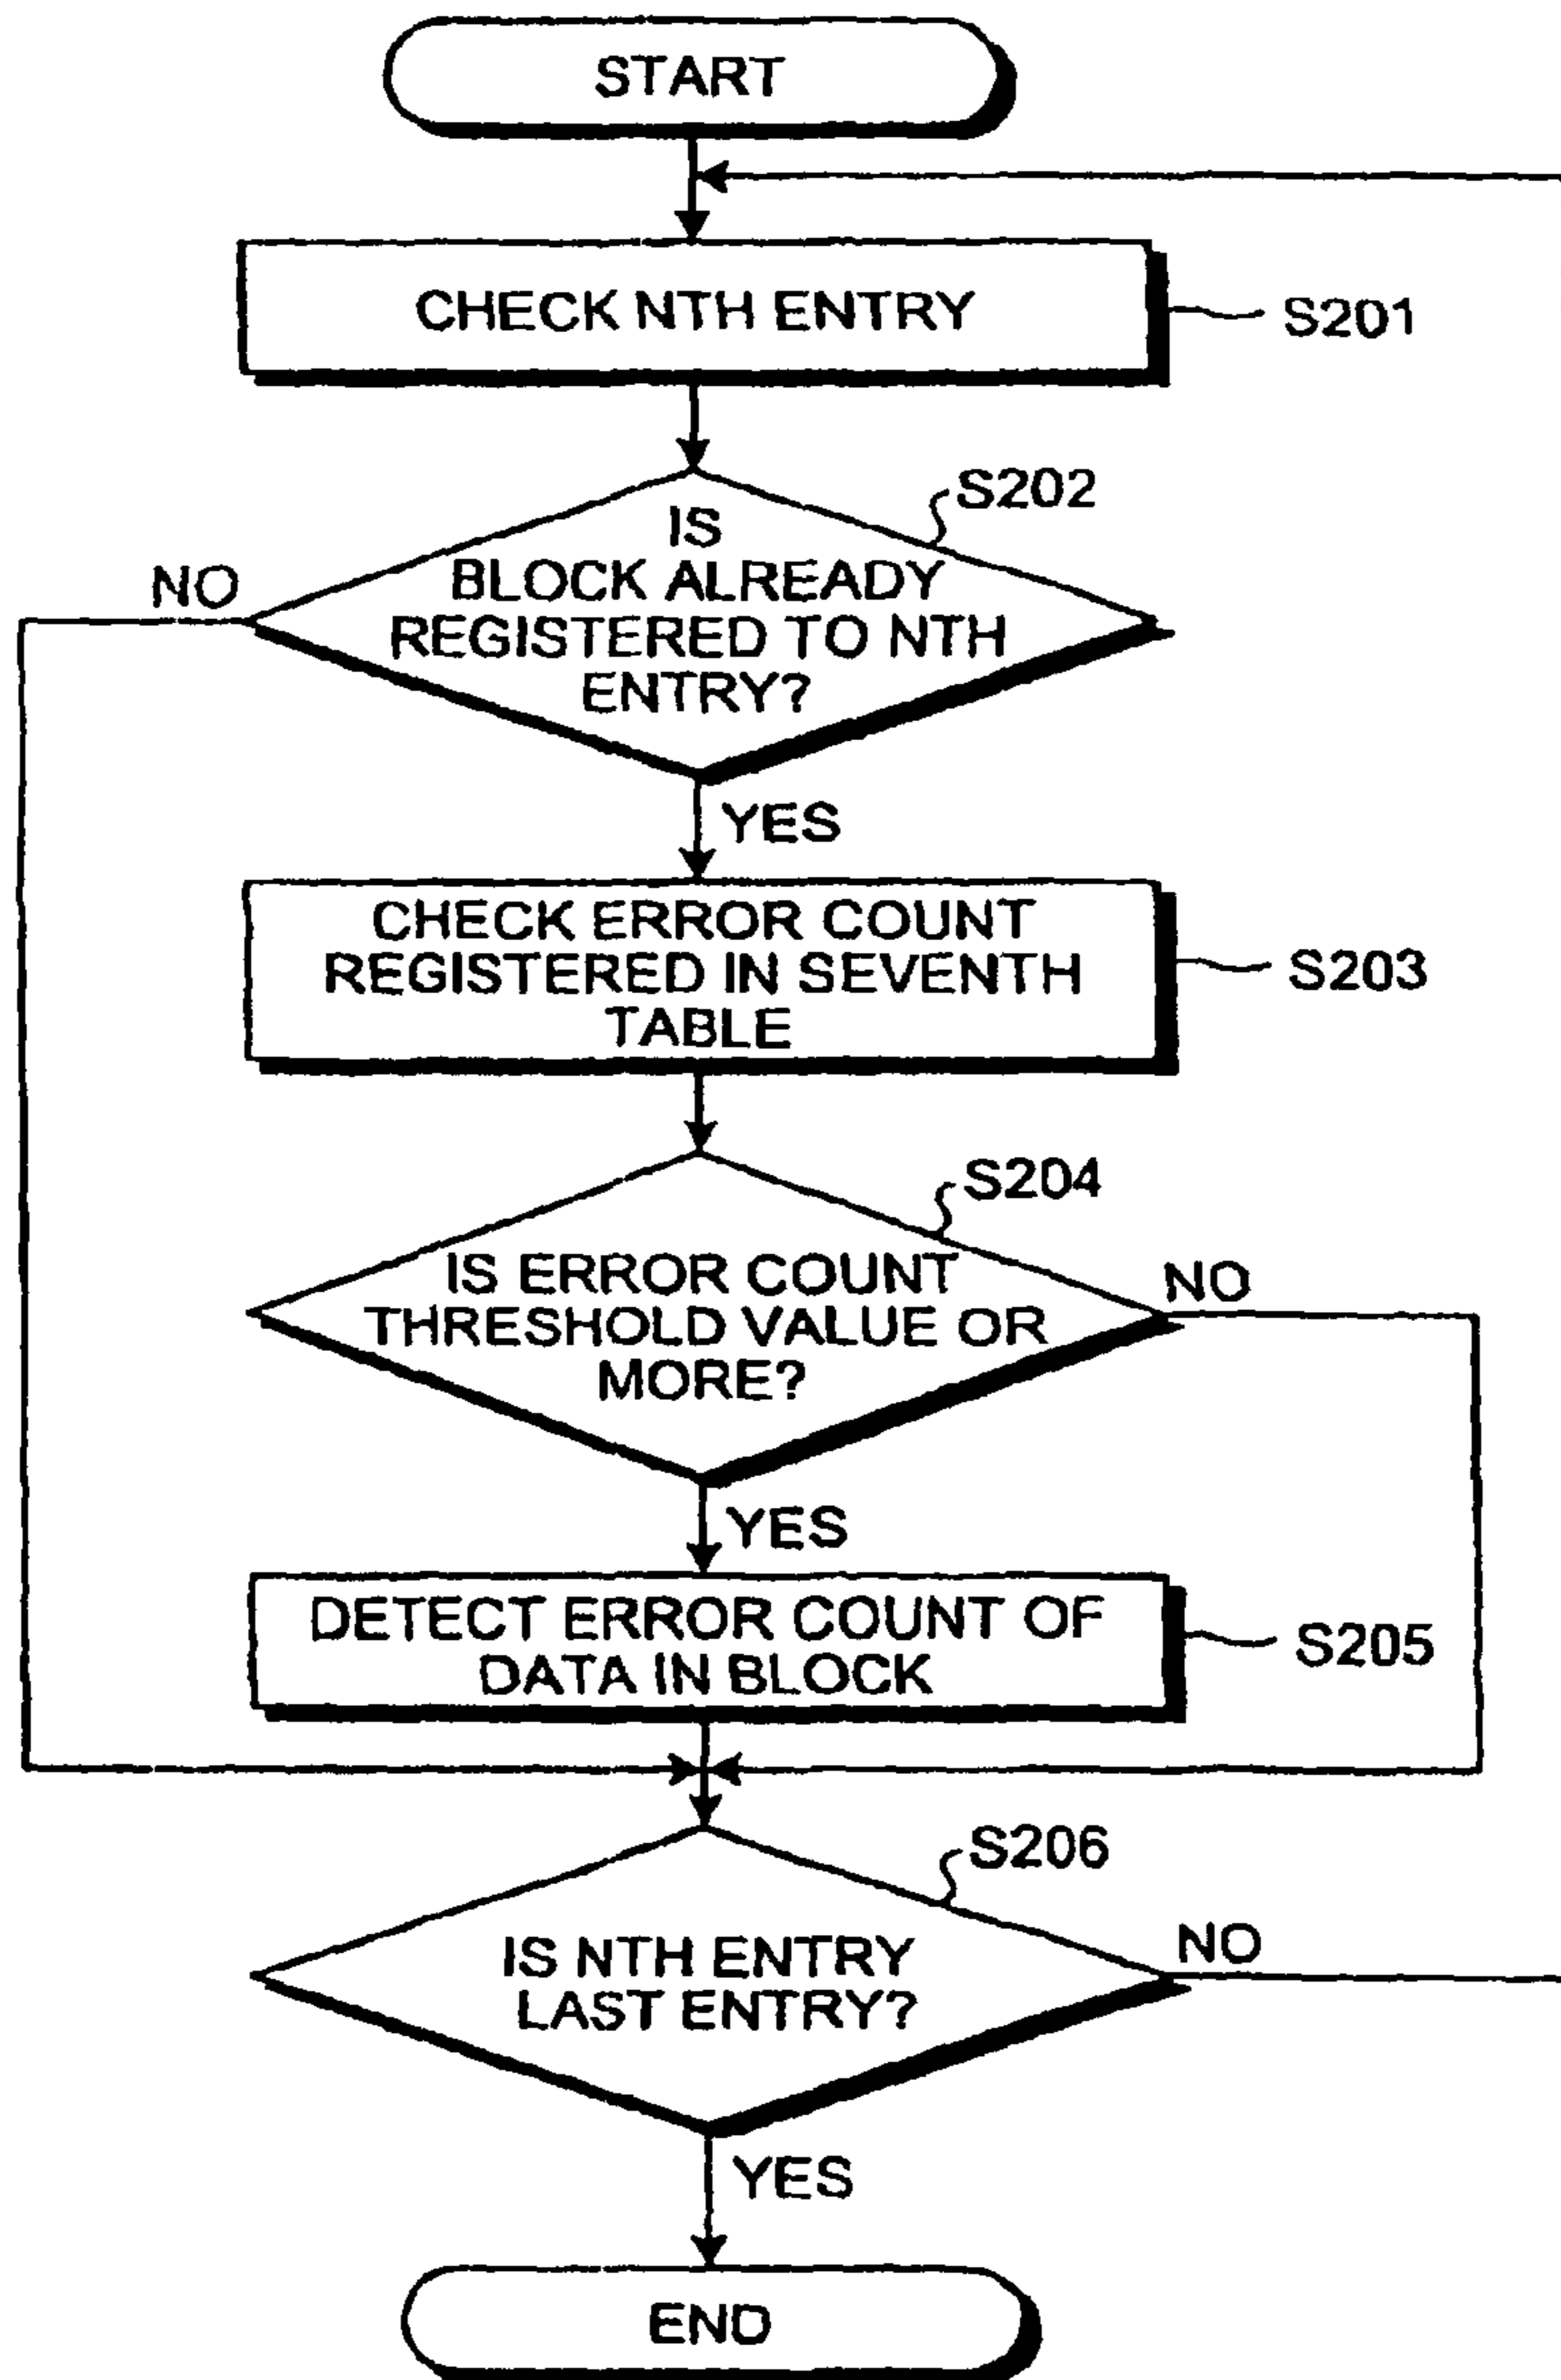 START
CHECK NTH ENTRY
S201
S202
IS
BLOCK ALREADY
REGISTERED TO NTH
ENTRY?
NO
YES
CHECK ERROR COUNT
REGISTERED IN SEVENTH
TABLE
S203
S204
IS ERROR COUNT
THRESHOLD VALUE OR
MORE?
NO
YES
DETECT ERROR COUNT OF
DATA IN BLOCK
S205
S206
IS NTH ENTRY
LAST ENTRY?
NO
YES
END